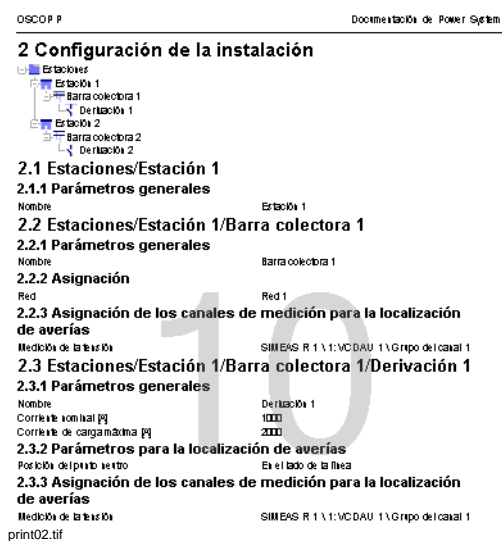 OSCOP P Documentación de Power System
2 Configuración de la instalación
Estaciones
Estación 1
Barra colectora 1
Derivación 1
Estación 2
Barra colectora 2
Derivación 2
2.1 Estaciones/Estación 1
2.1.1 Parámetros generales
Nombre Estación 1
2.2 Estaciones/Estación 1/Barra colectora 1
2.2.1 Parámetros generales
Nombre Barra colectora 1
2.2.2 Asignación
Red Red 1
2.2.3 Asignación de los canales de medición para la localización
de averías
Medición de la tensión SIMEAS R 1 \ 1: VCDAU 1 \ Grupo del canal 1
2.3 Estaciones/Estación 1/Barra colectora 1/Derivación 1
2.3.1 Parámetros generales
Nombre Derivación 1
Corriente nominal [A] 1000
Corriente de carga máxima [A] 2000
2.3.2 Parámetros para la localización de averías
Posición del punto neutro En el lado de la línea
2.3.3 Asignación de los canales de medición para la localización
de averías
Medición de la tensión SIMEAS R 1 \ 1: VCDAU 1 \ Grupo del canal 1
10
print02.tif